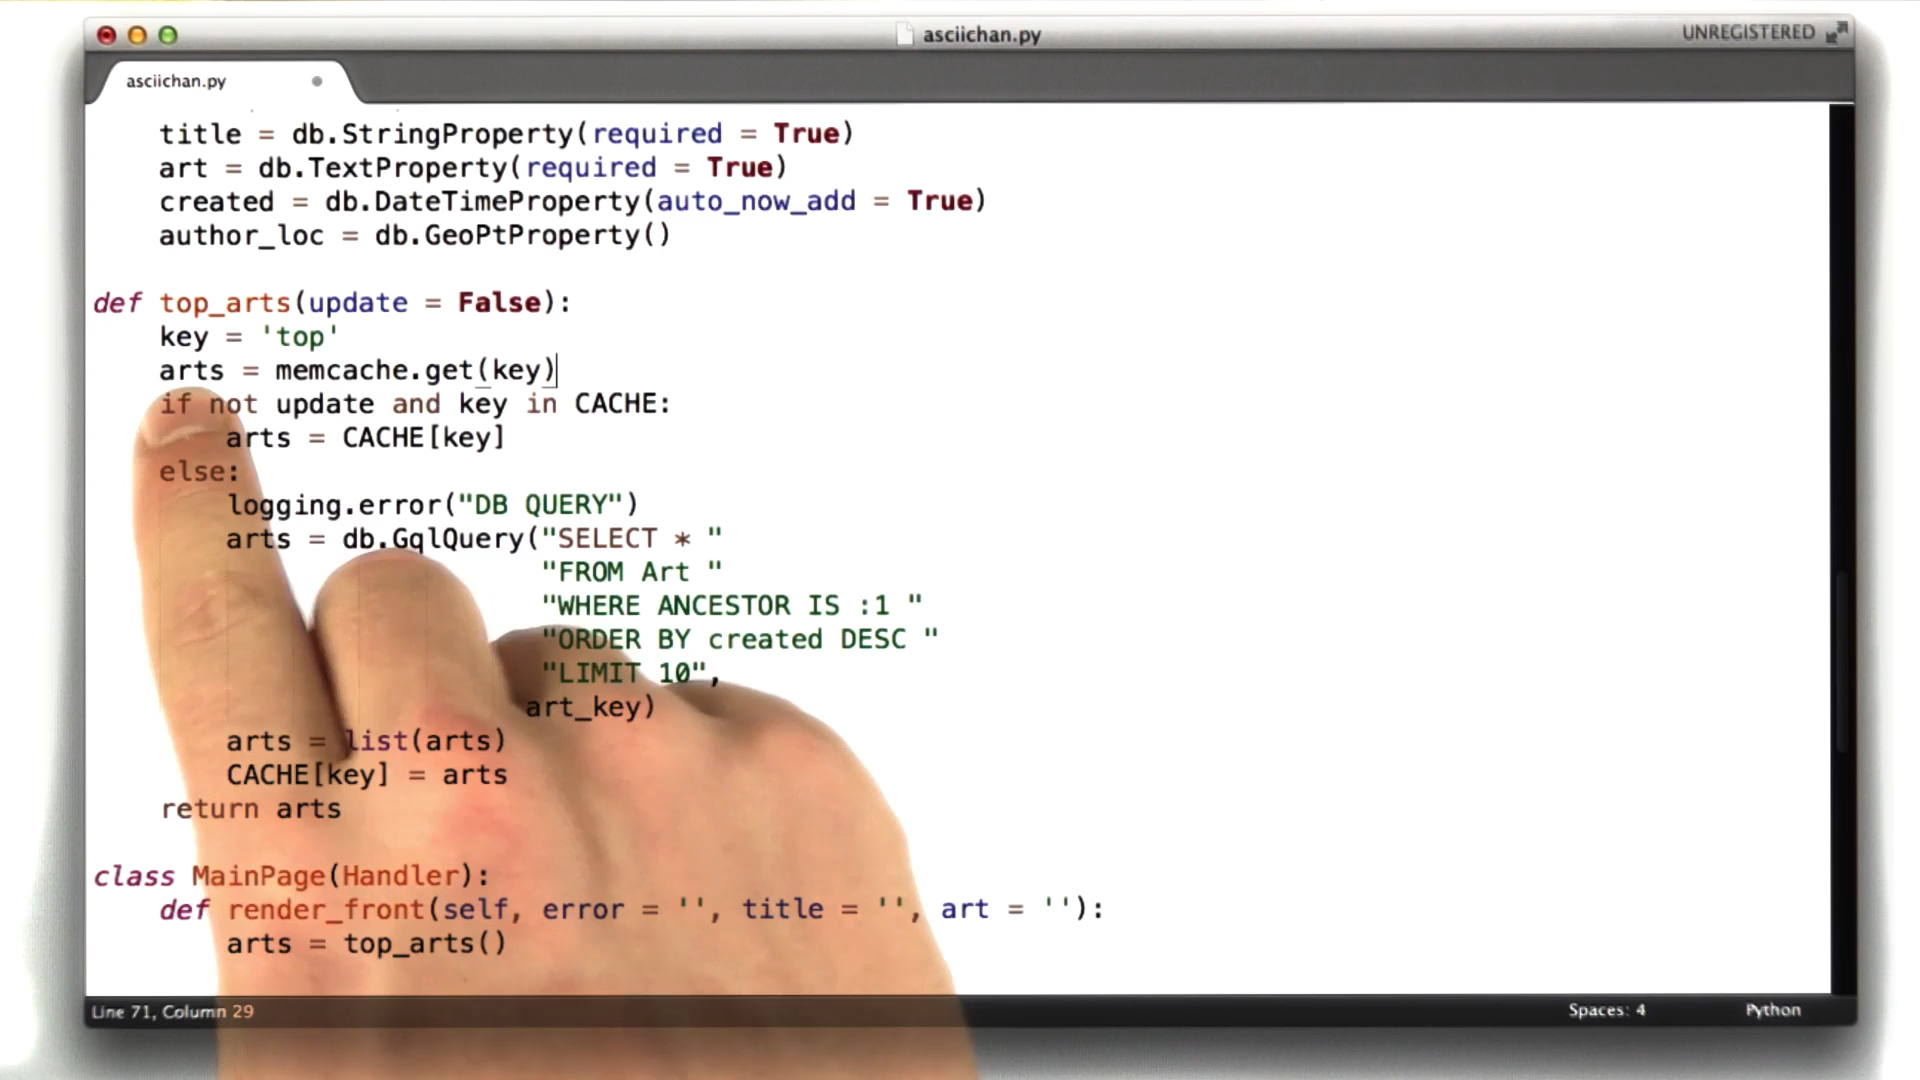 asciichan.py
UNREGISTERED
asciichan.py
title = db.StringProperty(required = True)
art = db.TextProperty(required = True)
created = db.DateTimeProperty(auto_now_add = True)
author_loc = db.GeoPtProperty()
def top_arts(update = False):
key = 'top'
arts = memcache.get(key)
if not update and key in CACHE:
arts = CACHE[key]
else:
logging.error("DB QUERY")
arts = db.GqlQuery("SELECT * "
"FROM Art "
"WHERE ANCESTOR IS :1 "
"ORDER BY created DESC "
"LIMIT 10",
art_key)
arts = list(arts)
CACHE[key] = arts
return arts
class MainPage(Handler):
def render_front(self, error = '', title = '', art = ''):
arts = top_arts()
Line 71, Column 29
Spaces: 4
Python